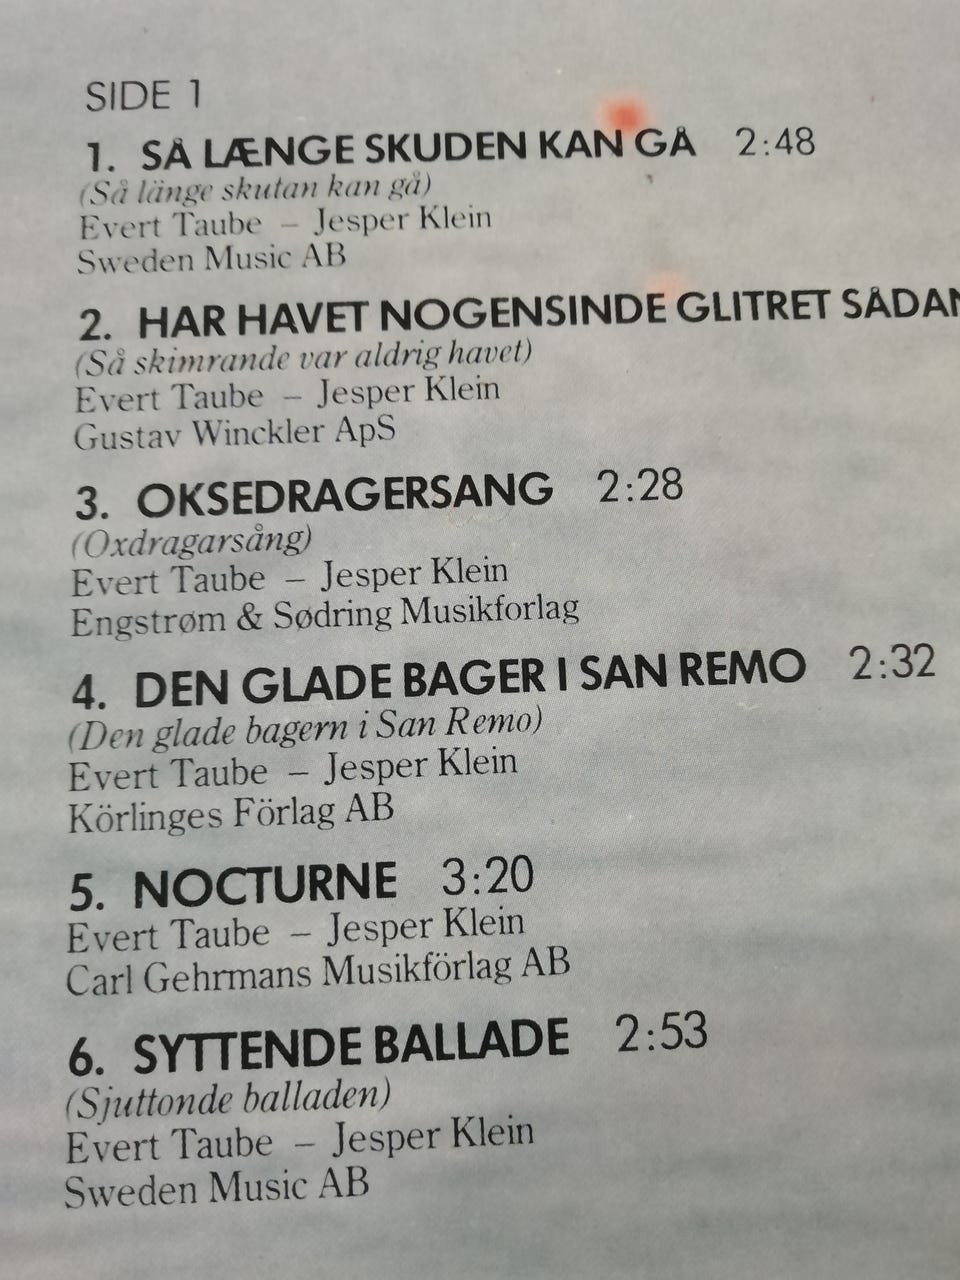 SIDE 1
1. SÅ LÆNGE SKUDEN KAN GÅ 2:48
(Så länge skutan kan gå)
Evert Taube – Jesper Klein
Sweden Music AB
2. HAR HAVET NOGENSINDE GLITRET
(Så skimrande var aldrig havet)
Evert Taube – Jesper Klein
Gustav Winckler ApS
3. OKSEDRAGERSANG 2:28
(Oxdragarsång)
Evert Taube – Jesper Klein
Engstrøm & Sødring Musikforlag
4. DEN GLADE BAGER I SAN REMO 2:32
(Den glade bagern i San Remo)
Evert Taube – Jesper Klein
Körlinges Förlag AB
5. NOCTURNE 3:20
Evert Taube – Jesper Klein
Carl Gehrmans Musikförlag AB
6. SYTTENDE BALLADE 2:53
(Sjuttonde balladen)
Evert Taube – Jesper Klein
Sweden Music AB